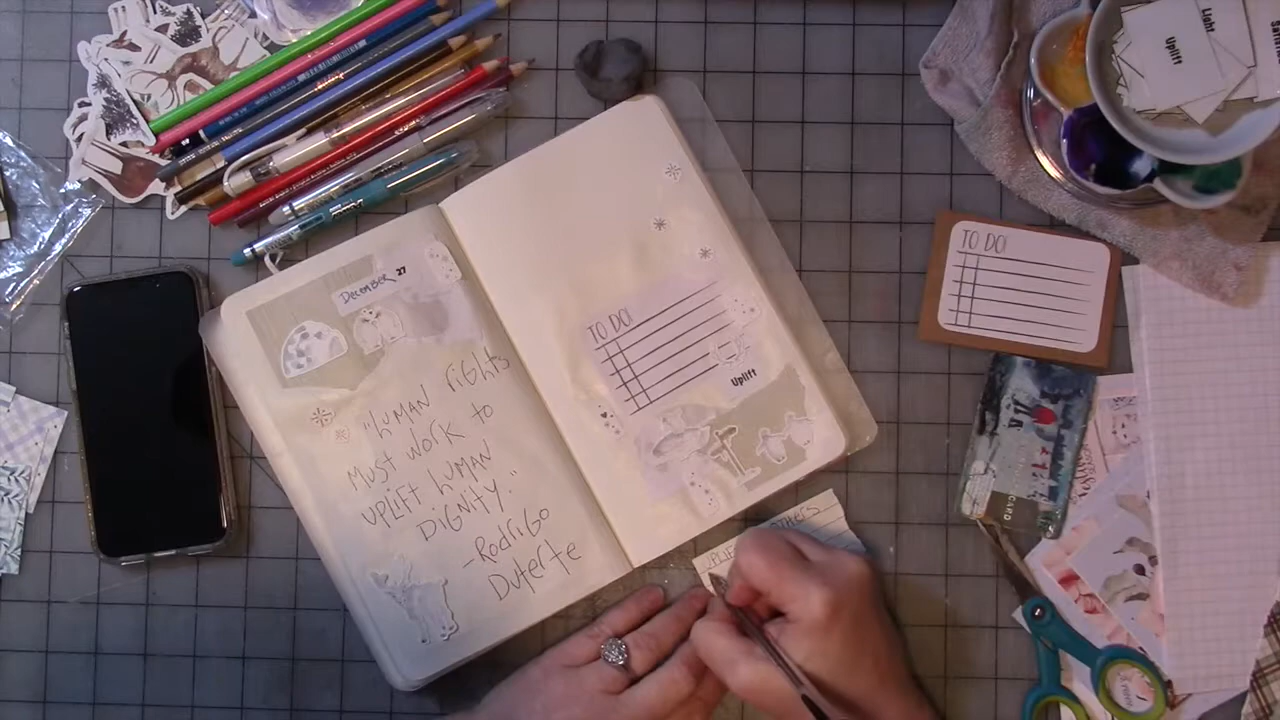 DECEMBER 27
"HUMAN rigHts
Must WORK to
UPLIFT HUMAN
DIGNITY."
-Rodrigo
Duterte
TO DO!
Uplift
TO DO!
Uplift
Light
CARD